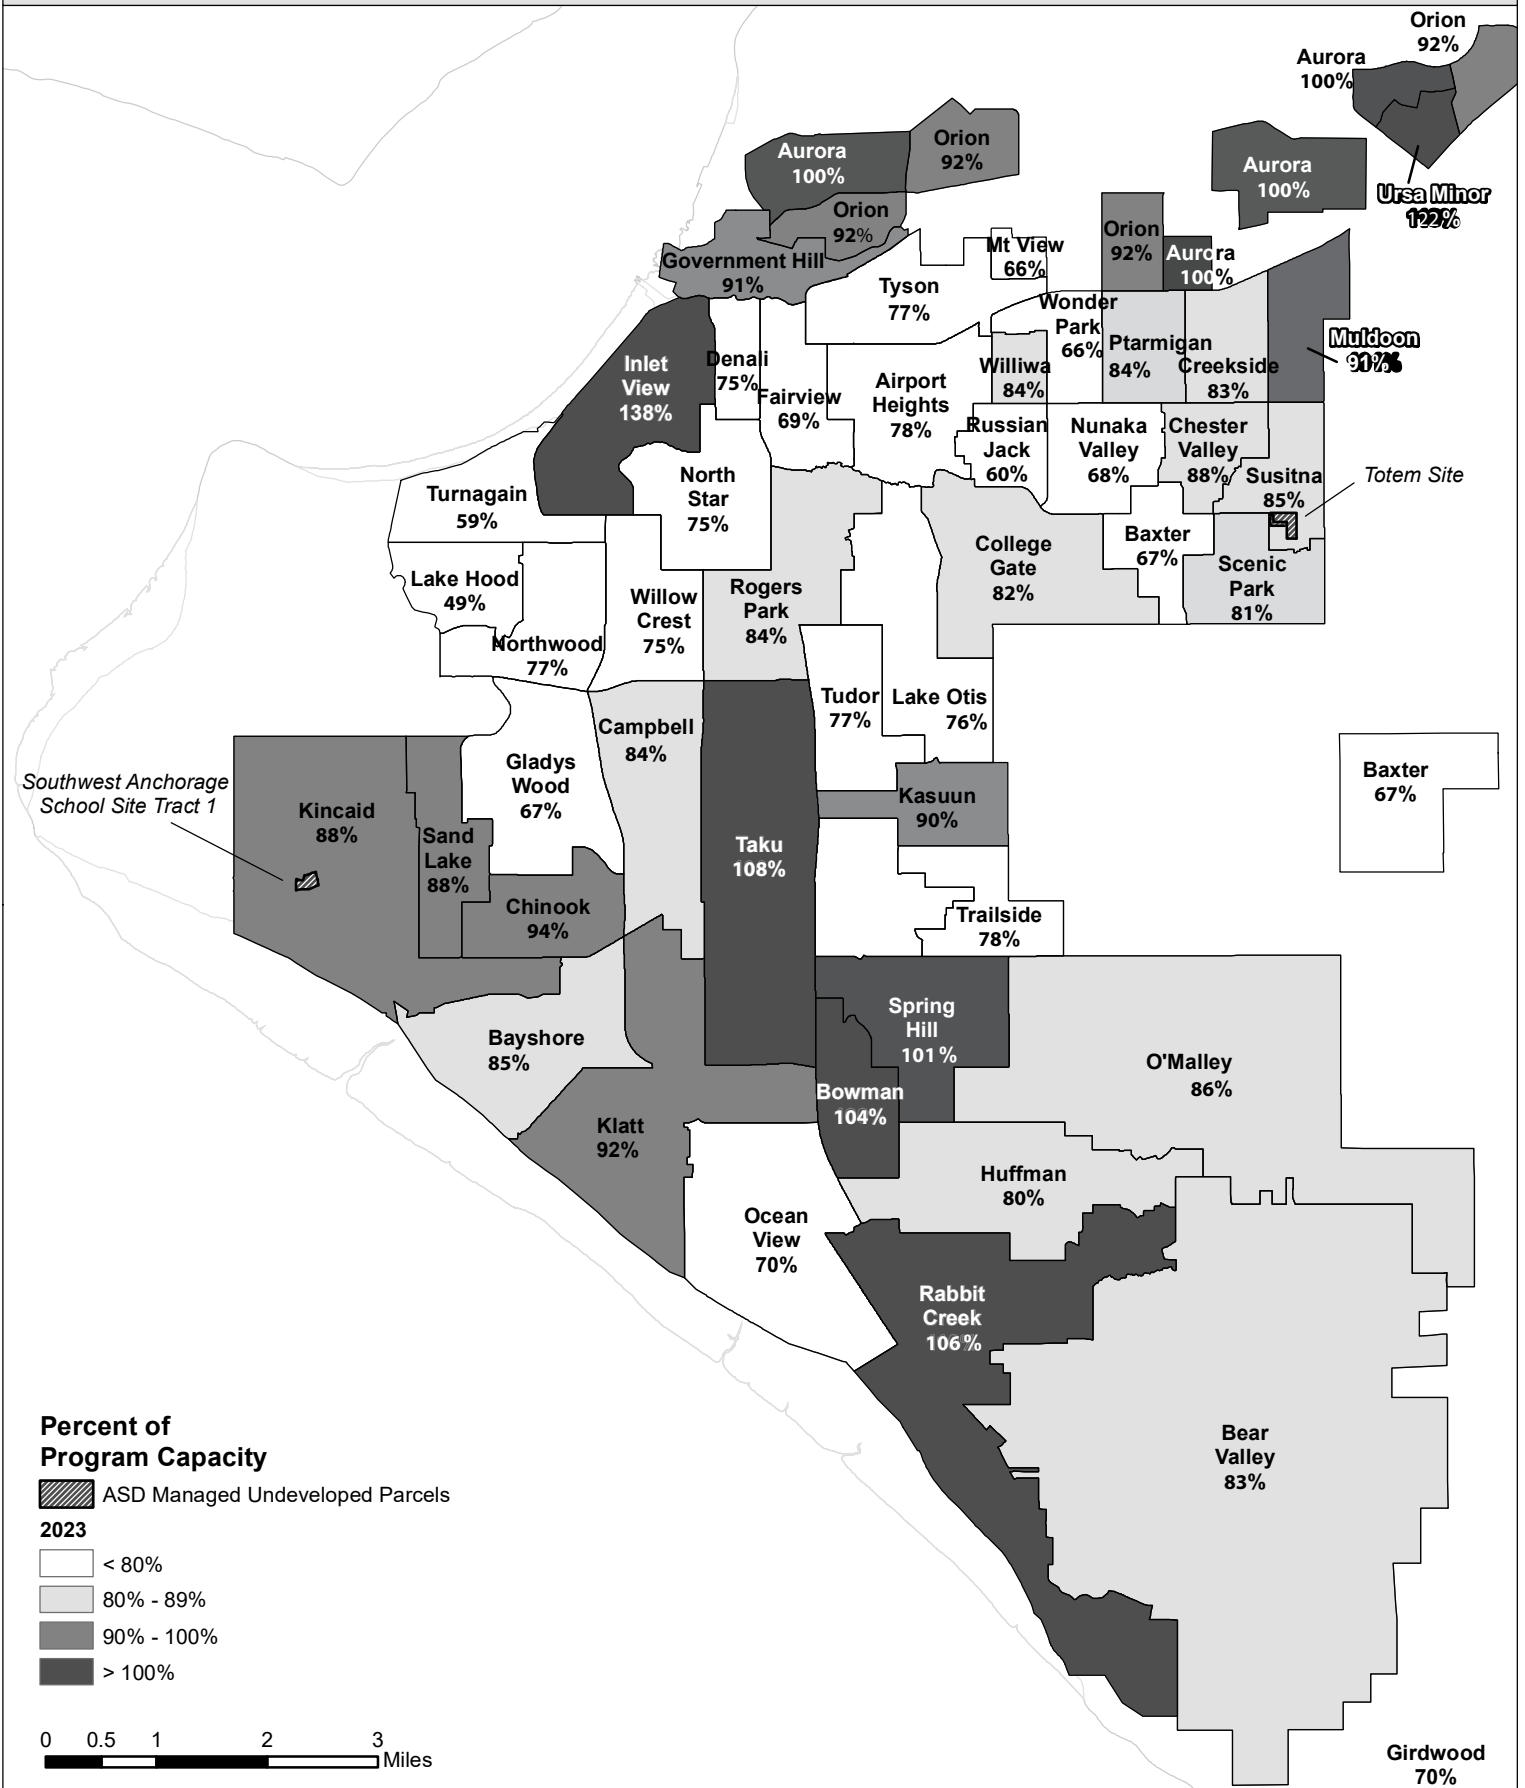 Orion
92%
Aurora
100%
Aurora
100%
Orion
92%
Aurora
100%
Ursa Minor
122%
Orion
92%
Orion
92%
Aurora
100%
Government Hill
91%
Mt View
66%
Tyson
77%
Wonder
Park
66%
Ptarmigan
84%
Creekside
83%
Muldoon
91%
Inlet
View
138%
Denali
75%
Fairview
69%
Airport
Heights
78%
Williwa
84%
Russian
Jack
60%
Nunaka
Valley
68%
Chester
Valley
88%
Susitna
85%
Totem Site
Turnagain
59%
North
Star
75%
College
Gate
82%
Baxter
67%
Scenic
Park
81%
Lake Hood
49%
Willow
Crest
75%
Rogers
Park
84%
Northwood
77%
Tudor
77%
Lake Otis
76%
Campbell
84%
Gladys
Wood
67%
Baxter
67%
Southwest Anchorage
School Site Tract 1
Kincaid
88%
Sand
Lake
88%
Kasuun
90%
Taku
108%
Chinook
94%
Trailside
78%
Bayshore
85%
Spring
Hill
101%
O'Malley
86%
Bowman
104%
Klatt
92%
Huffman
80%
Ocean
View
70%
Rabbit
Creek
106%
Bear
Valley
83%
Percent of
Program Capacity
ASD Managed Undeveloped Parcels
2023
< 80%
80% - 89%
90% - 100%
> 100%
0 0.5 1 2 3
Miles
Girdwood
70%